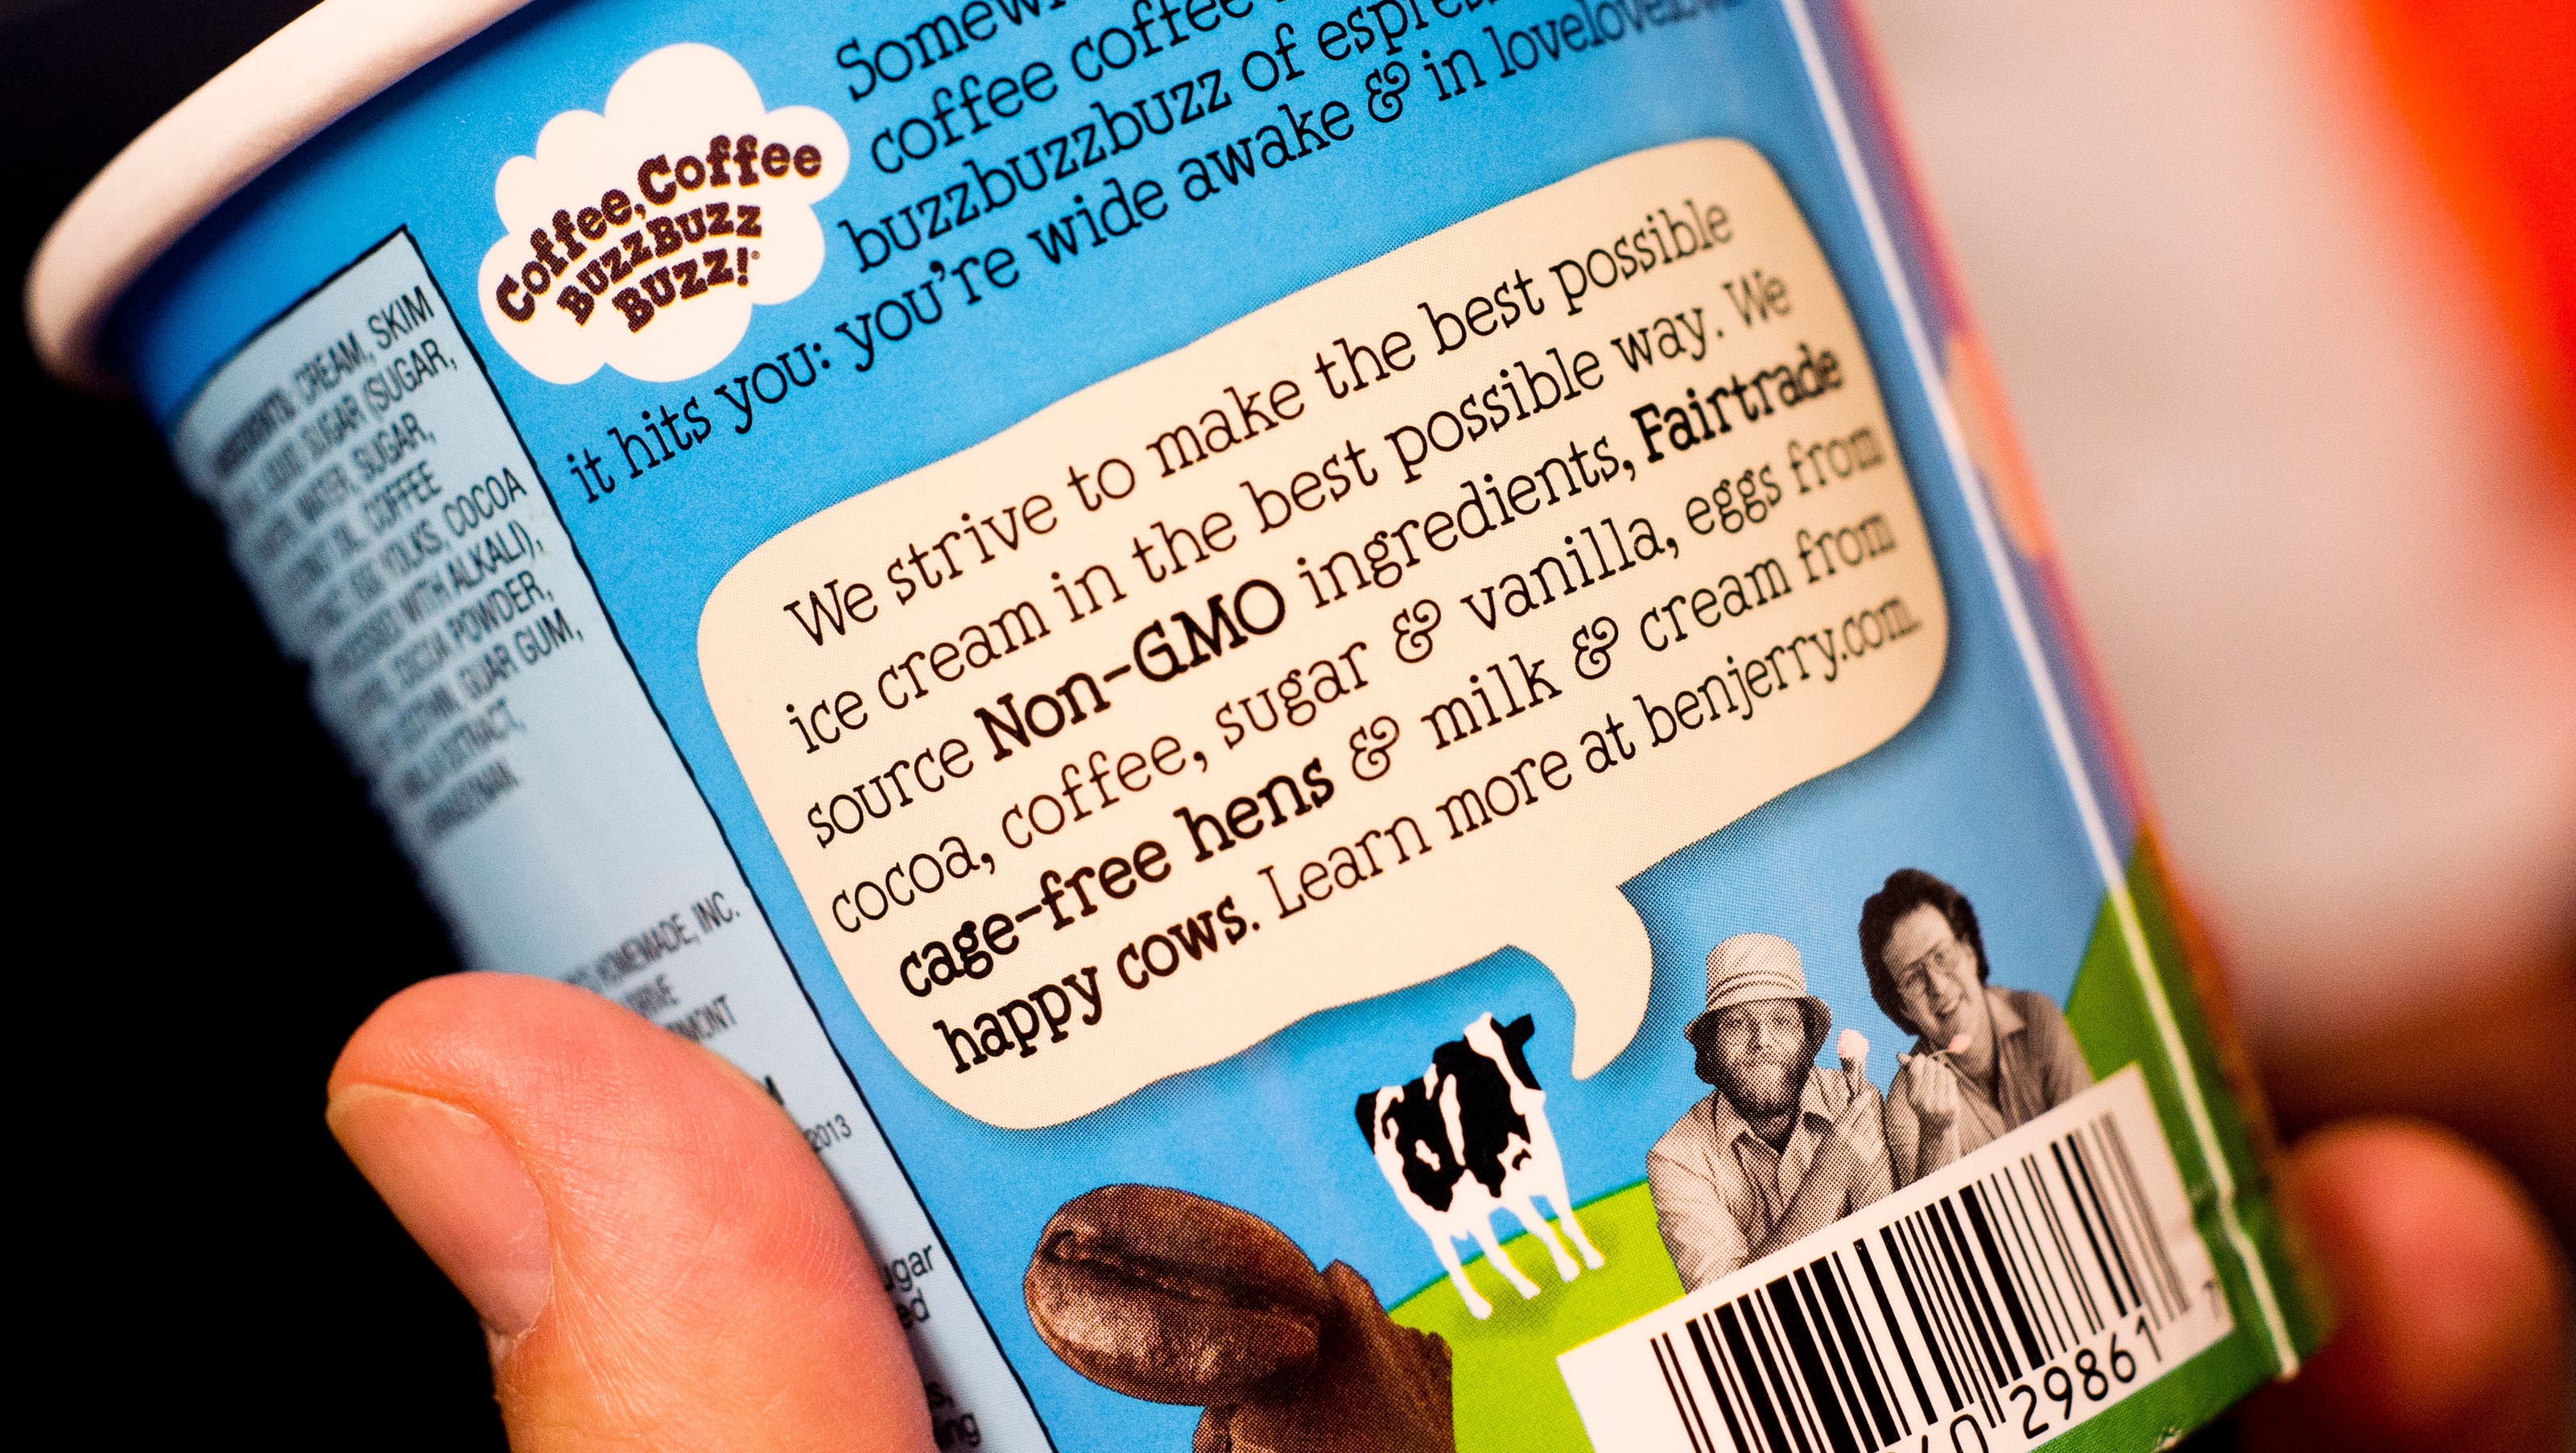 Coffee, Coffee
BUZZBUZZ
BUZZ!
coffee coffee
buzzbuzzbuzz of
it hits you: you're wide awake & in
We strive to make the best possible
ice cream in the best possible way. We
source Non-GMO ingredients, Fairtrade
cocoa, coffee, sugar & vanilla, eggs from
cage-free hens & milk & cream from
happy cows. Learn more at benjerry.com.
CREAM, SKIM
SUGAR (SUGAR,
WATER, SUGAR,
COFFEE
EGG YOLKS, COCOA
WITH ALKALI),
COCOA POWDER,
GUAR GUM,
HOMEMADE, INC.
2013
29861 7